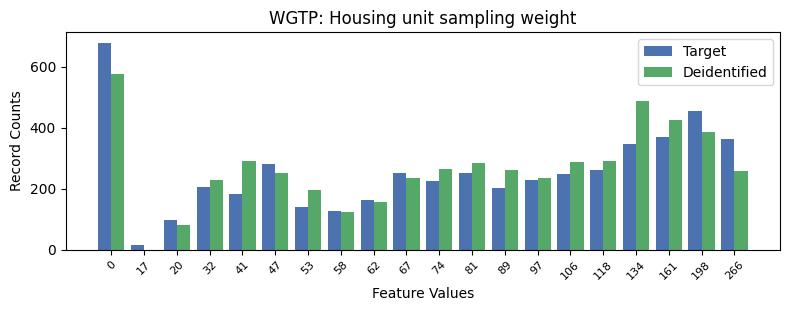 WGTP: Housing unit sampling weight
Target
Deidentified
Record Counts
600
400
200
0
0 17 20 32 41 47 53 58 62 67 74 81 89 97 106 118 134 161 198 266
Feature Values